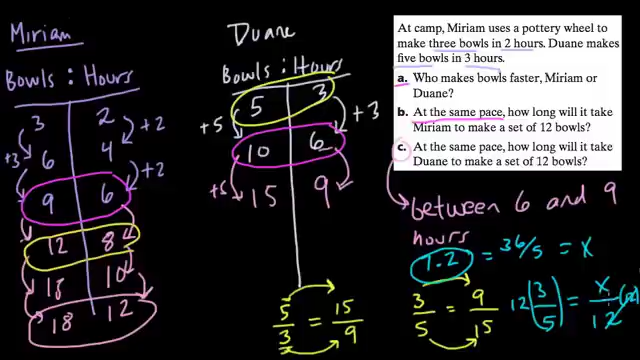 Miriam
Bowls : Hours
3 2
+2
+3
6 4
+2
9 6
12 8
18 10
18 12
Duane
Bowls : Hours
5 3
+5 +3
10 6
+5
15 9
5/3 = 15/9
At camp, Miriam uses a pottery wheel to
make three bowls in 2 hours. Duane makes
five bowls in 3 hours.
a. Who makes bowls faster, Miriam or
Duane?
b. At the same pace, how long will it take
Miriam to make a set of 12 bowls?
c. At the same pace, how long will it take
Duane to make a set of 12 bowls?
between 6 and 9
hours
7.2 = 36/5 = x
3/5 = 9/15
12(3/5) = x/12